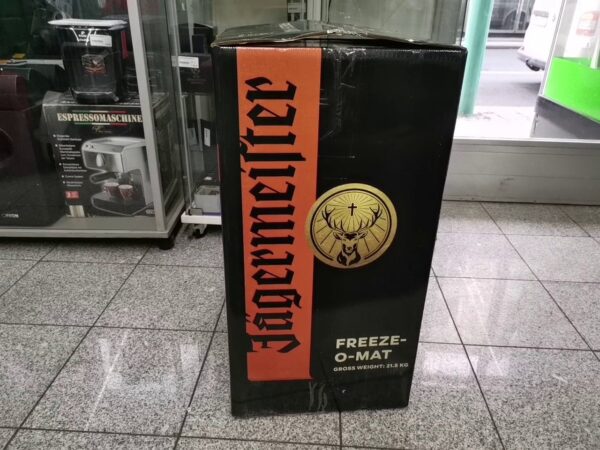 Jägermeister
FREEZE-
O-MAT
GROSS WEIGHT: 21.5 KG
ESPRESSOMASCHINE